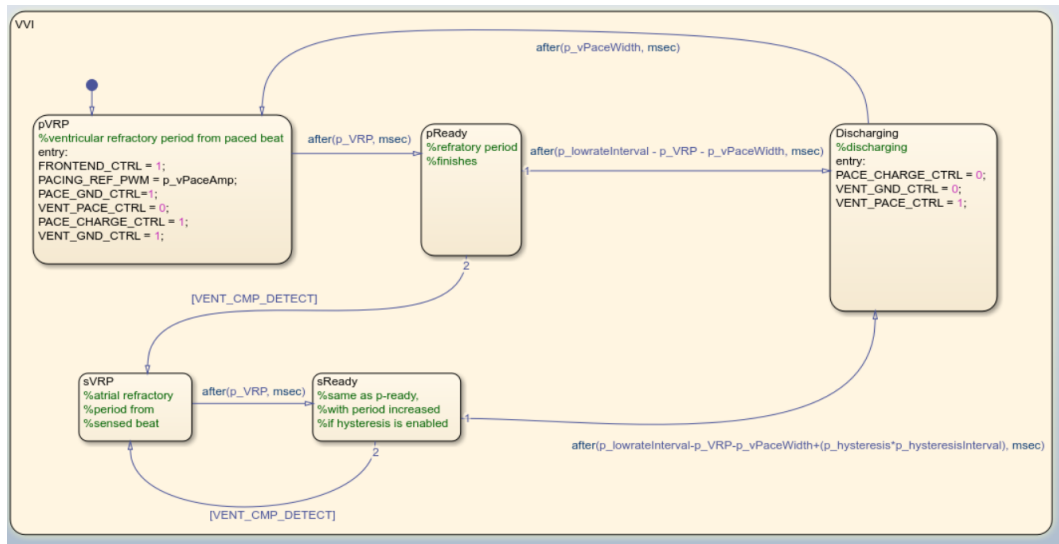 VVI
after(p_vPaceWidth, msec)
pVRP
%ventricular refractory period from paced beat
entry:
FRONTEND_CTRL = 1;
PACING_REF_PWM = p_vPaceAmp;
PACE_GND_CTRL=1;
VENT_PACE_CTRL = 0;
PACE_CHARGE_CTRL = 1;
VENT_GND_CTRL = 1;
after(p_VRP, msec)
pReady
%refratory period
%finishes
after(p_lowrateInterval - p_VRP - p_vPaceWidth, msec)
1
2
Discharging
%discharging
entry:
PACE_CHARGE_CTRL = 0;
VENT_GND_CTRL = 0;
VENT_PACE_CTRL = 1;
[VENT_CMP_DETECT]
sVRP
%atrial refractory
%period from
%sensed beat
after(p_VRP, msec)
sReady
%same as p-ready,
%with period increased
%if hysteresis is enabled
1
2
after(p_lowrateInterval-p_VRP-p_vPaceWidth+(p_hysteresis*p_hysteresisInterval), msec)
[VENT_CMP_DETECT]